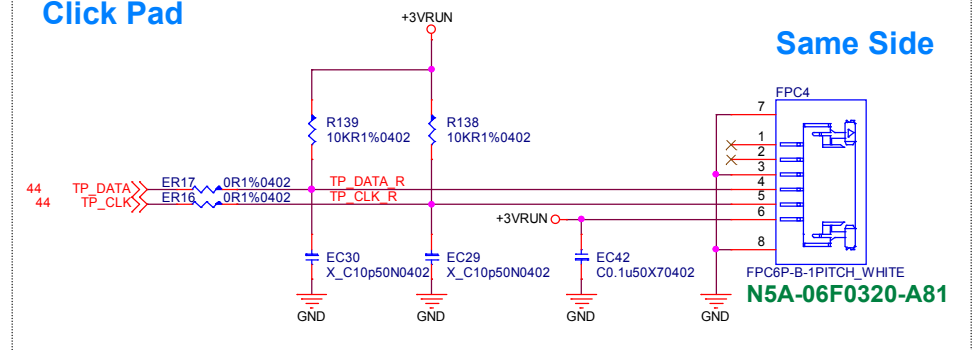 Click Pad
+3VRUN
Same Side
FPC4
R139
10KR1%0402
R138
10KR1%0402
7
1
2
3
4
5
6
8
44 TP_DATA
ER17 0R1%0402
TP_DATA_R
44 TP_CLK
ER16 0R1%0402
TP_CLK_R
+3VRUN
EC30
X_C10p50N0402
EC29
X_C10p50N0402
EC42
C0.1u50X70402
FPC6P-B-1PITCH_WHITE
N5A-06F0320-A81
GND
GND
GND
GND